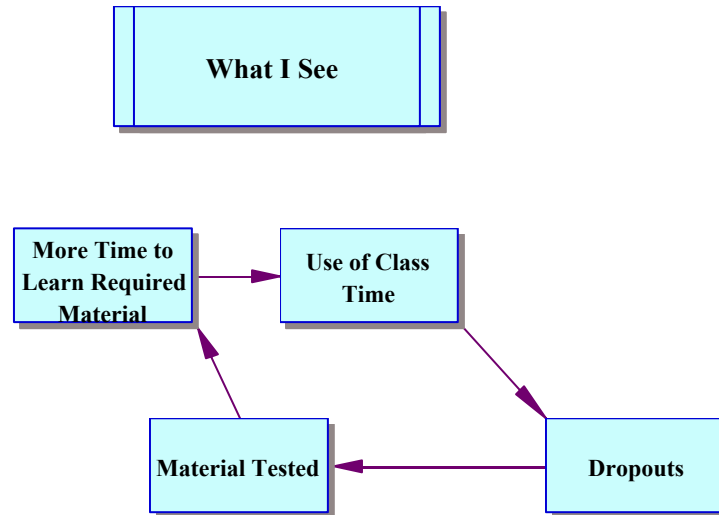 What I See
More Time to
Learn Required
Material
Use of Class
Time
Material Tested
Dropouts